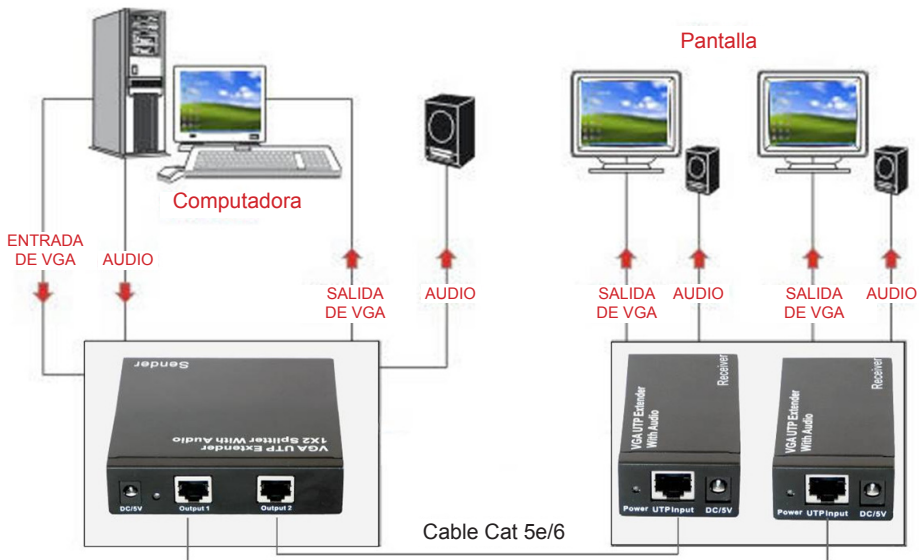 Pantalla
Computadora
ENTRADA
DE VGA
AUDIO
SALIDA
DE VGA
AUDIO
SALIDA
DE VGA
AUDIO
SALIDA
DE VGA
AUDIO
Sender
VGA UTP Extender
1X2 Splitter With Audio
DC/5V
Output 1
Output 2
Receiver
VGA UTP Extender
With Audio
Power
UTP Input
DC/5V
Receiver
VGA UTP Extender
With Audio
Power
UTP Input
DC/5V
Cable Cat 5e/6